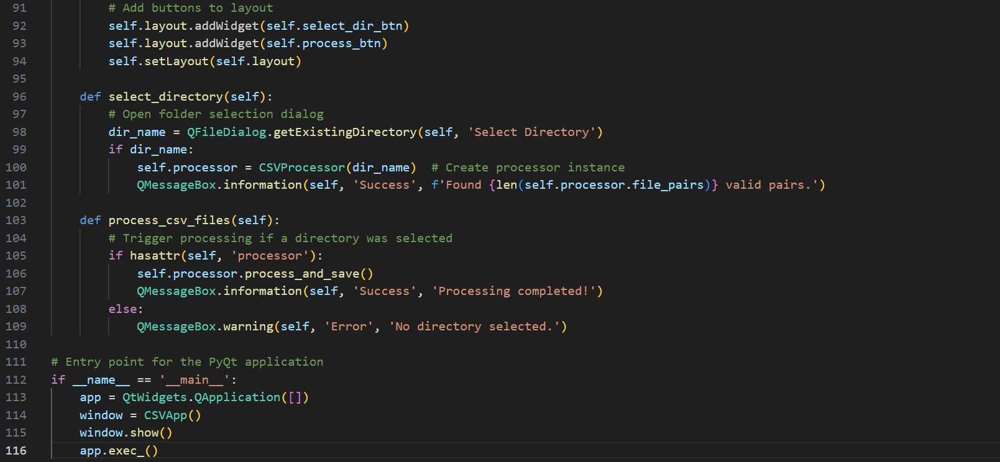 91 # Add buttons to layout
92 self.layout.addWidget(self.select_dir_btn)
93 self.layout.addWidget(self.process_btn)
94 self.setLayout(self.layout)
95
96 def select_directory(self):
97 # Open folder selection dialog
98 dir_name = QFileDialog.getExistingDirectory(self, 'Select Directory')
99 if dir_name:
100 self.processor = CSVProcessor(dir_name)  # Create processor instance
101 QMessageBox.information(self, 'Success', f'Found {len(self.processor.file_pairs)} valid pairs.')
102
103 def process_csv_files(self):
104 # Trigger processing if a directory was selected
105 if hasattr(self, 'processor'):
106 self.processor.process_and_save()
107 QMessageBox.information(self, 'Success', 'Processing completed!')
108 else:
109 QMessageBox.warning(self, 'Error', 'No directory selected.')
110
111 # Entry point for the PyQt application
112 if __name__ == '__main__':
113 app = QtWidgets.QApplication([])
114 window = CSVApp()
115 window.show()
116 app.exec_()